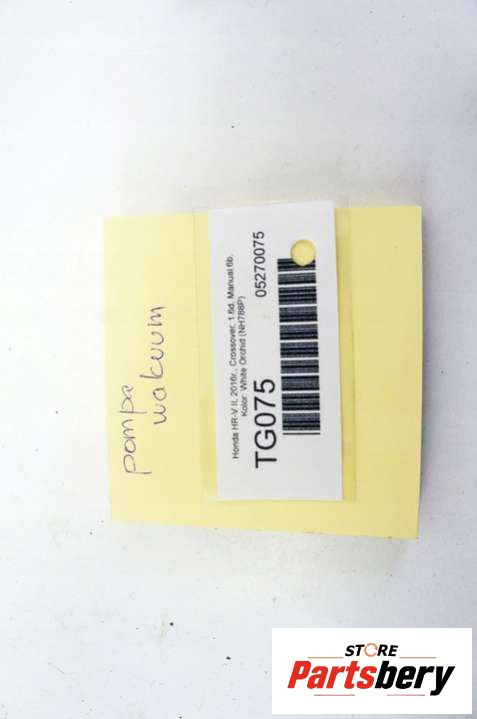 pompa
wakuum
Honda HR-V II, 2016r., Crossover, 1.6d, Manual 6b,
Kolor: White Orchid (NH788P)
TG075
05270075
STORE
Partsbery